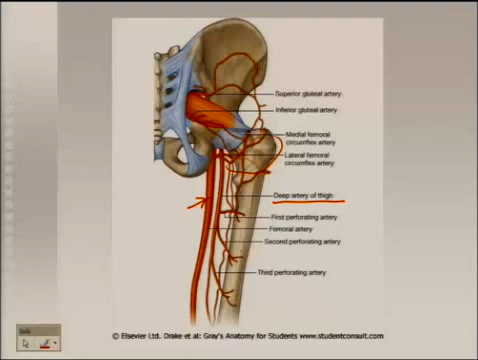 Superior gluteal artery
Inferior gluteal artery
Medial femoral
circumflex artery
Lateral femoral
circumflex artery
Deep artery of thigh
First perforating artery
Femoral artery
Second perforating artery
Third perforating artery
© Elsevier Ltd. Drake et al: Gray's Anatomy for Students www.studentconsult.com